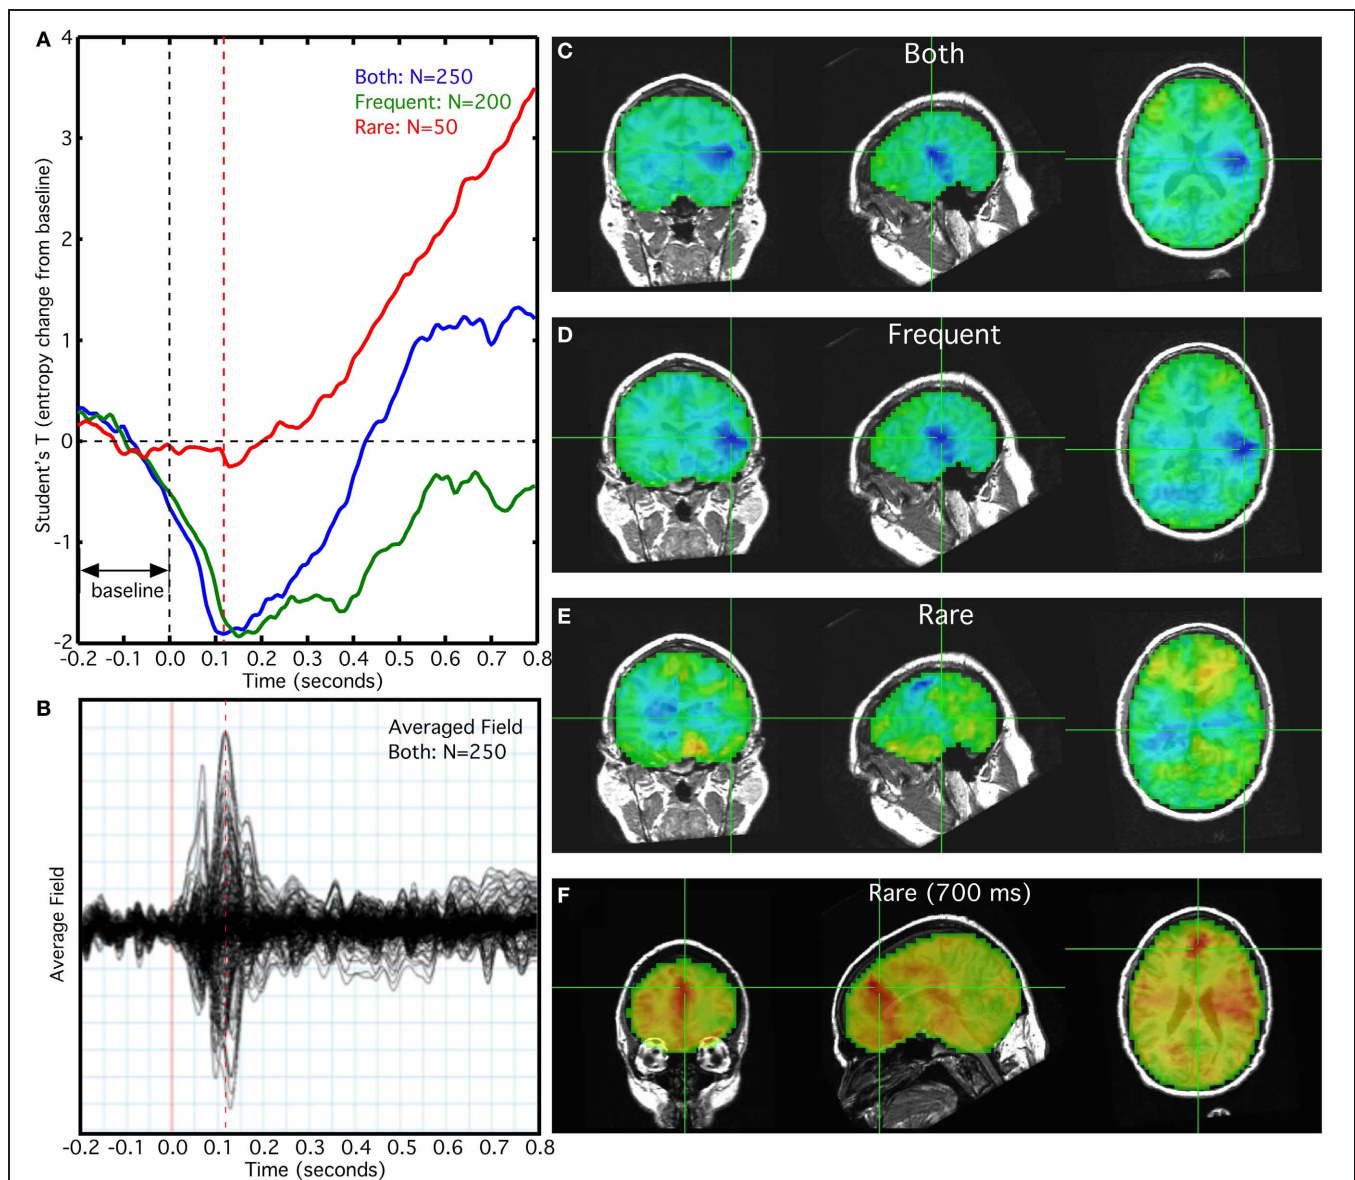 A
4
3
2
1
0
-1
-2
Student's T (entropy change from baseline)
Both: N=250
Frequent: N=200
Rare: N=50
baseline
-0.2 -0.1 0.0 0.1 0.2 0.3 0.4 0.5 0.6 0.7 0.8
Time (seconds)
B
Averaged Field
Both: N=250
Average Field
-0.2 -0.1 0.0 0.1 0.2 0.3 0.4 0.5 0.6 0.7 0.8
Time (seconds)
C
Both
D
Frequent
E
Rare
F
Rare (700 ms)